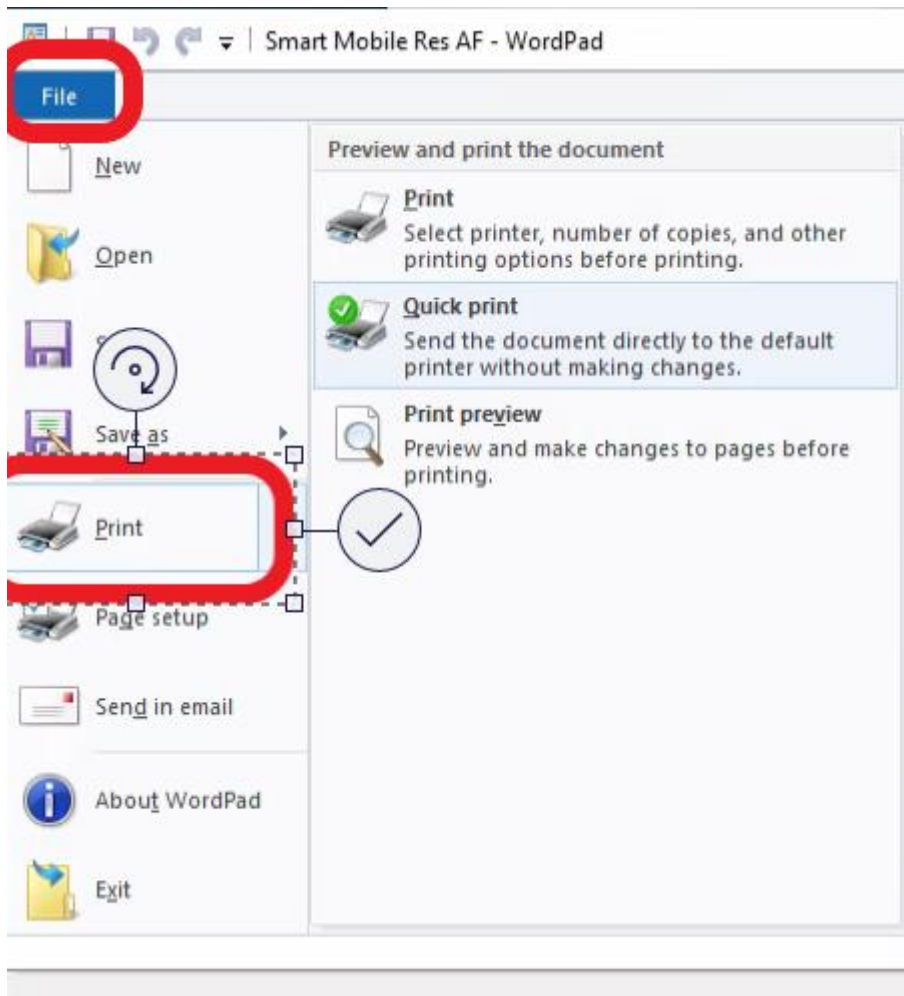 Smart Mobile Res AF - WordPad
File
New
Open
Save as
Print
Page setup
Send in email
About WordPad
Exit
Preview and print the document
Print
Select printer, number of copies, and other
printing options before printing.
Quick print
Send the document directly to the default
printer without making changes.
Print preview
Preview and make changes to pages before
printing.